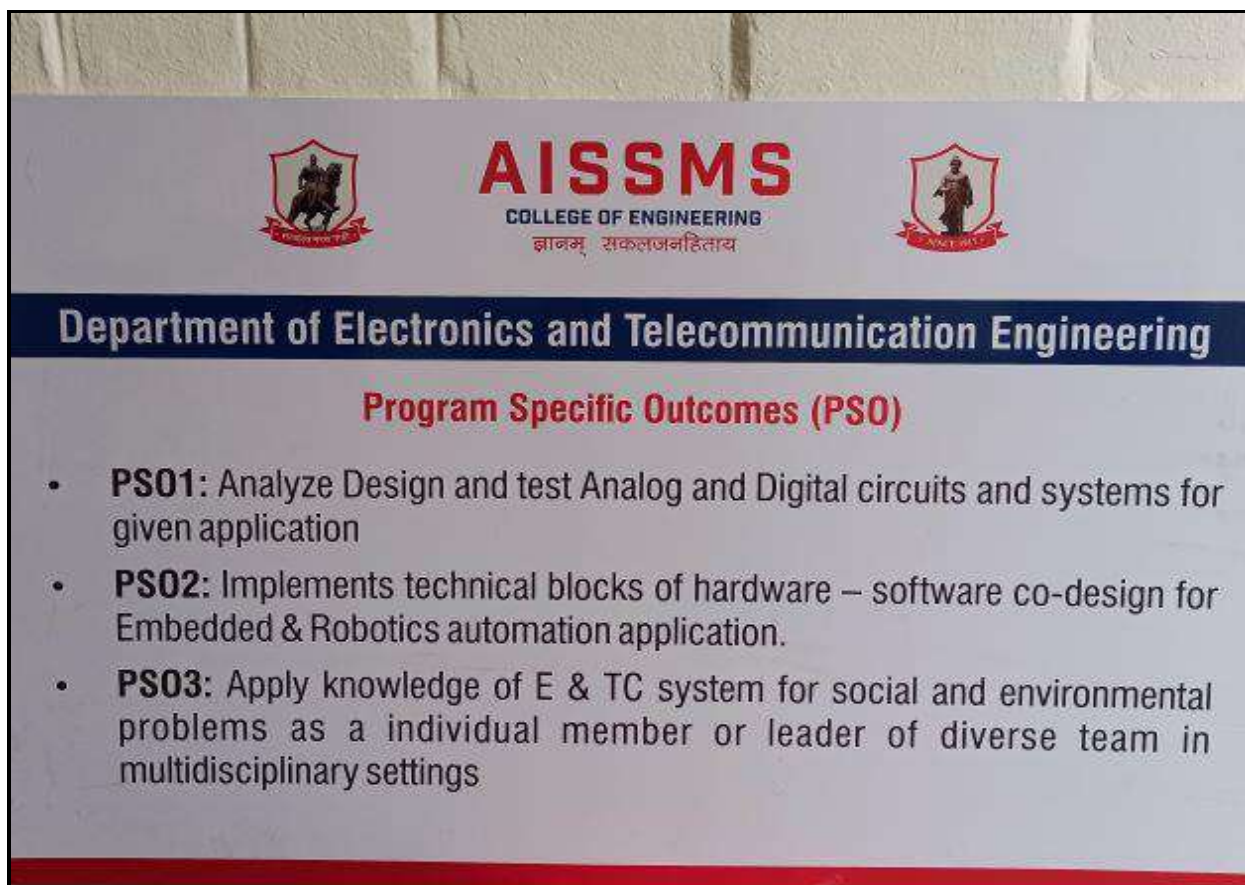 AISSMS
COLLEGE OF ENGINEERING
ज्ञानम् सकलजनहिताय
Department of Electronics and Telecommunication Engineering
Program Specific Outcomes (PSO)
• PSO1: Analyze Design and test Analog and Digital circuits and systems for
given application
• PSO2: Implements technical blocks of hardware – software co-design for
Embedded & Robotics automation application.
• PSO3: Apply knowledge of E & TC system for social and environmental
problems as a individual member or leader of diverse team in
multidisciplinary settings